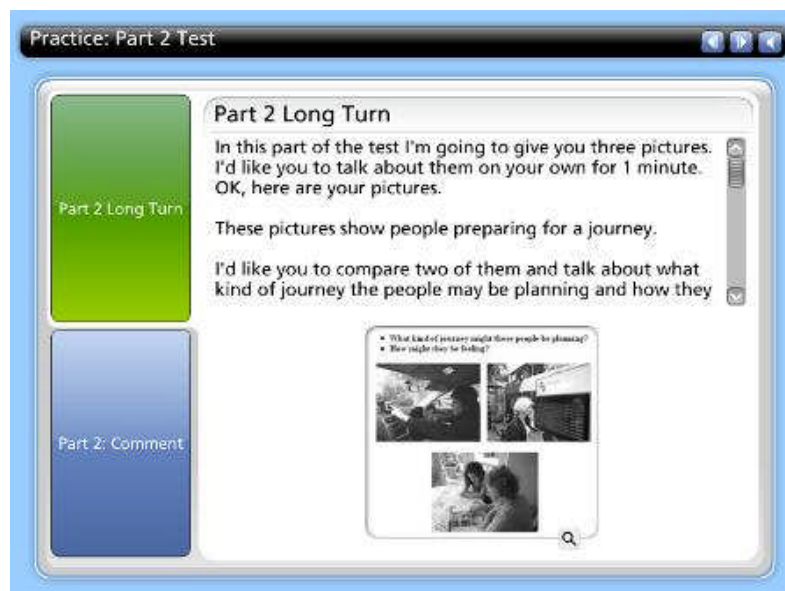 Practice: Part 2 Test
Part 2 Long Turn
Part 2 Long Turn
In this part of the test I'm going to give you three pictures.
I'd like you to talk about them on your own for 1 minute.
OK, here are your pictures.
These pictures show people preparing for a journey.
I'd like you to compare two of them and talk about what
kind of journey the people may be planning and how they
Part 2: Comment
• What kind of journey might these people be planning?
• How might they be feeling?